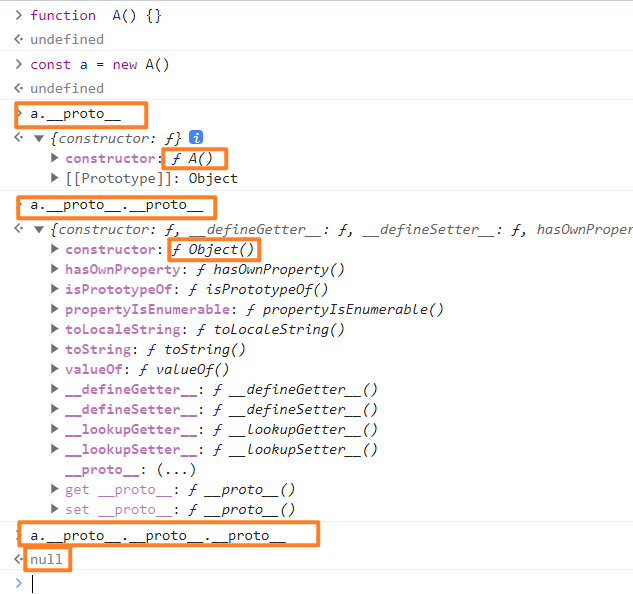 > function  A() {}
<· undefined
> const a = new A()
<· undefined
> a.__proto__
<· ▼ {constructor: ƒ} i
▶ constructor: ƒ A()
▶ [[Prototype]]: Object
> a.__proto__.__proto__
<· ▼ {constructor: ƒ, __defineGetter__: ƒ, __defineSetter__: ƒ, hasOwnProper
▶ constructor: ƒ Object()
▶ hasOwnProperty: ƒ hasOwnProperty()
▶ isPrototypeOf: ƒ isPrototypeOf()
▶ propertyIsEnumerable: ƒ propertyIsEnumerable()
▶ toLocaleString: ƒ toLocaleString()
▶ toString: ƒ toString()
▶ valueOf: ƒ valueOf()
▶ __defineGetter__: ƒ __defineGetter__()
▶ __defineSetter__: ƒ __defineSetter__()
▶ __lookupGetter__: ƒ __lookupGetter__()
▶ __lookupSetter__: ƒ __lookupSetter__()
__proto__: (...)
▶ get __proto__: ƒ __proto__()
▶ set __proto__: ƒ __proto__()
> a.__proto__.__proto__.__proto__
<· null
>